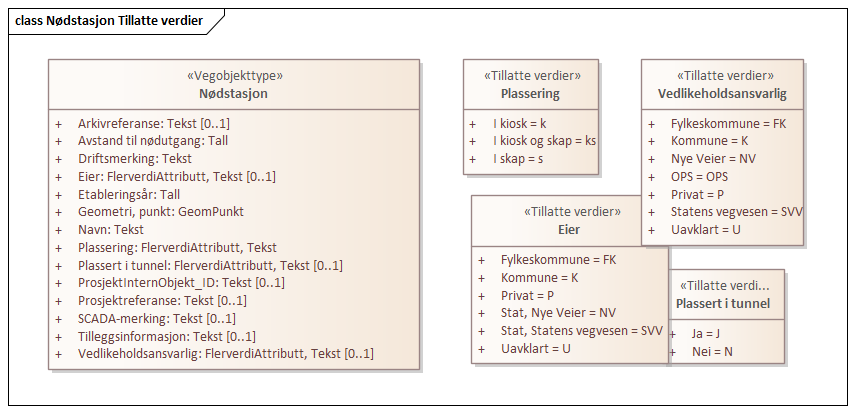 class Nødstasjon Tillatte verdier
«Vegobjekttype»
Nødstasjon
+ Arkivreferanse: Tekst [0..1]
+ Avstand til nødutgang: Tall
+ Driftsmerking: Tekst
+ Eier: FlerverdiAttributt, Tekst [0..1]
+ Etableringsår: Tall
+ Geometri, punkt: GeomPunkt
+ Navn: Tekst
+ Plassering: FlerverdiAttributt, Tekst
+ Plassert i tunnel: FlerverdiAttributt, Tekst [0..1]
+ ProsjektInternObjekt_ID: Tekst [0..1]
+ Prosjektreferanse: Tekst [0..1]
+ SCADA-merking: Tekst [0..1]
+ Tilleggsinformasjon: Tekst [0..1]
+ Vedlikeholdsansvarlig: FlerverdiAttributt, Tekst [0..1]
«Tillatte verdier»
Plassering
+ I kiosk = k
+ I kiosk og skap = ks
+ I skap = s
«Tillatte verdier»
Vedlikeholdsansvarlig
+ Fylkeskommune = FK
+ Kommune = K
+ Nye Veier = NV
+ OPS = OPS
+ Privat = P
+ Statens vegvesen = SVV
+ Uavklart = U
«Tillatte verdier»
Eier
+ Fylkeskommune = FK
+ Kommune = K
+ Privat = P
+ Stat, Nye Veier = NV
+ Stat, Statens vegvesen = SVV
+ Uavklart = U
«Tillatte verdi...
Plassert i tunnel
+ Ja = J
+ Nei = N